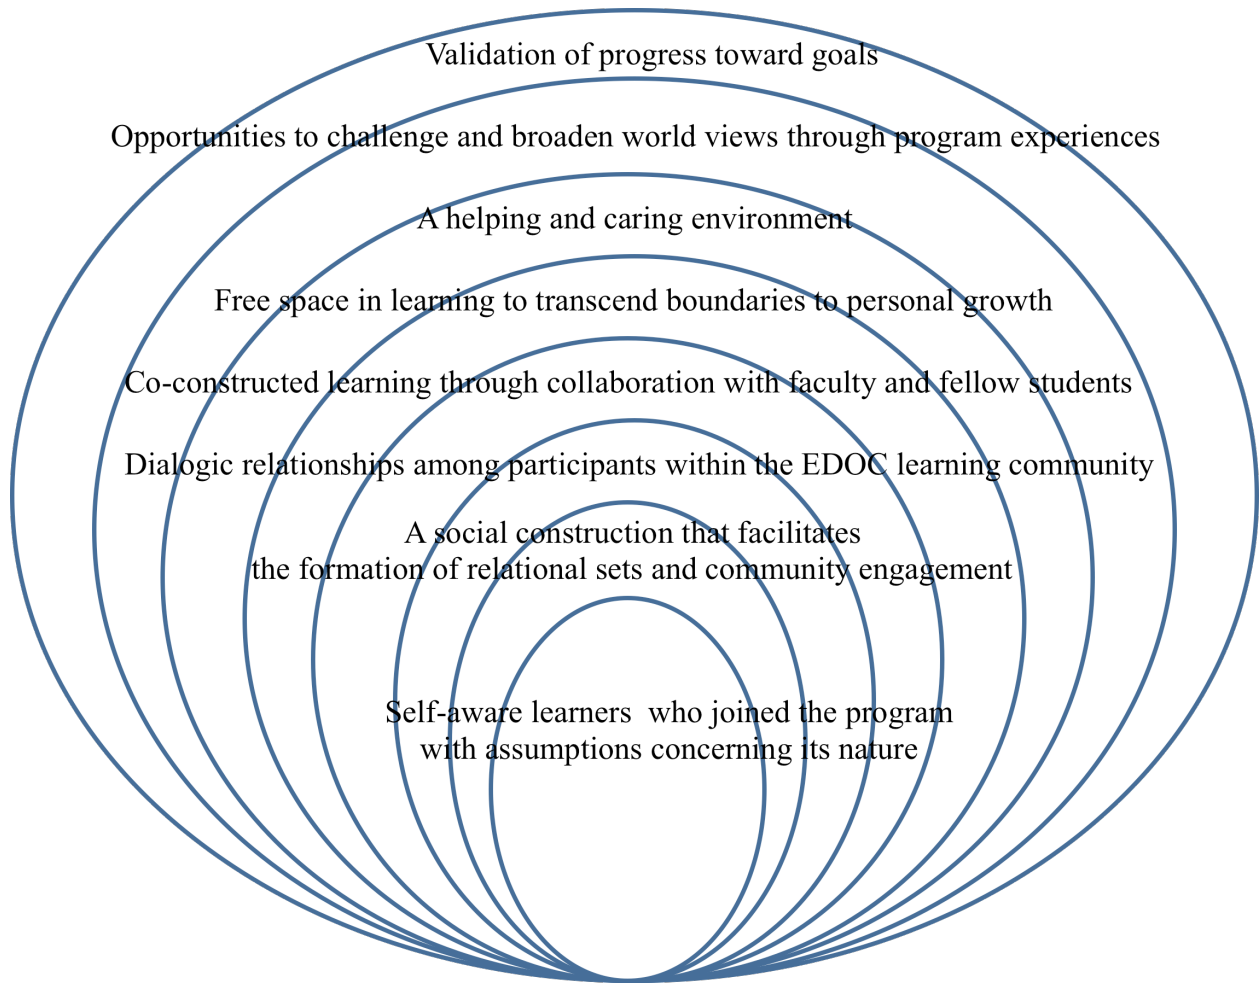 Validation of progress toward goals
Opportunities to challenge and broaden world views through program experiences
A helping and caring environment
Free space in learning to transcend boundaries to personal growth
Co-constructed learning through collaboration with faculty and fellow students
Dialogic relationships among participants within the EDOC learning community
A social construction that facilitates
the formation of relational sets and community engagement
Self-aware learners  who joined the program
with assumptions concerning its nature